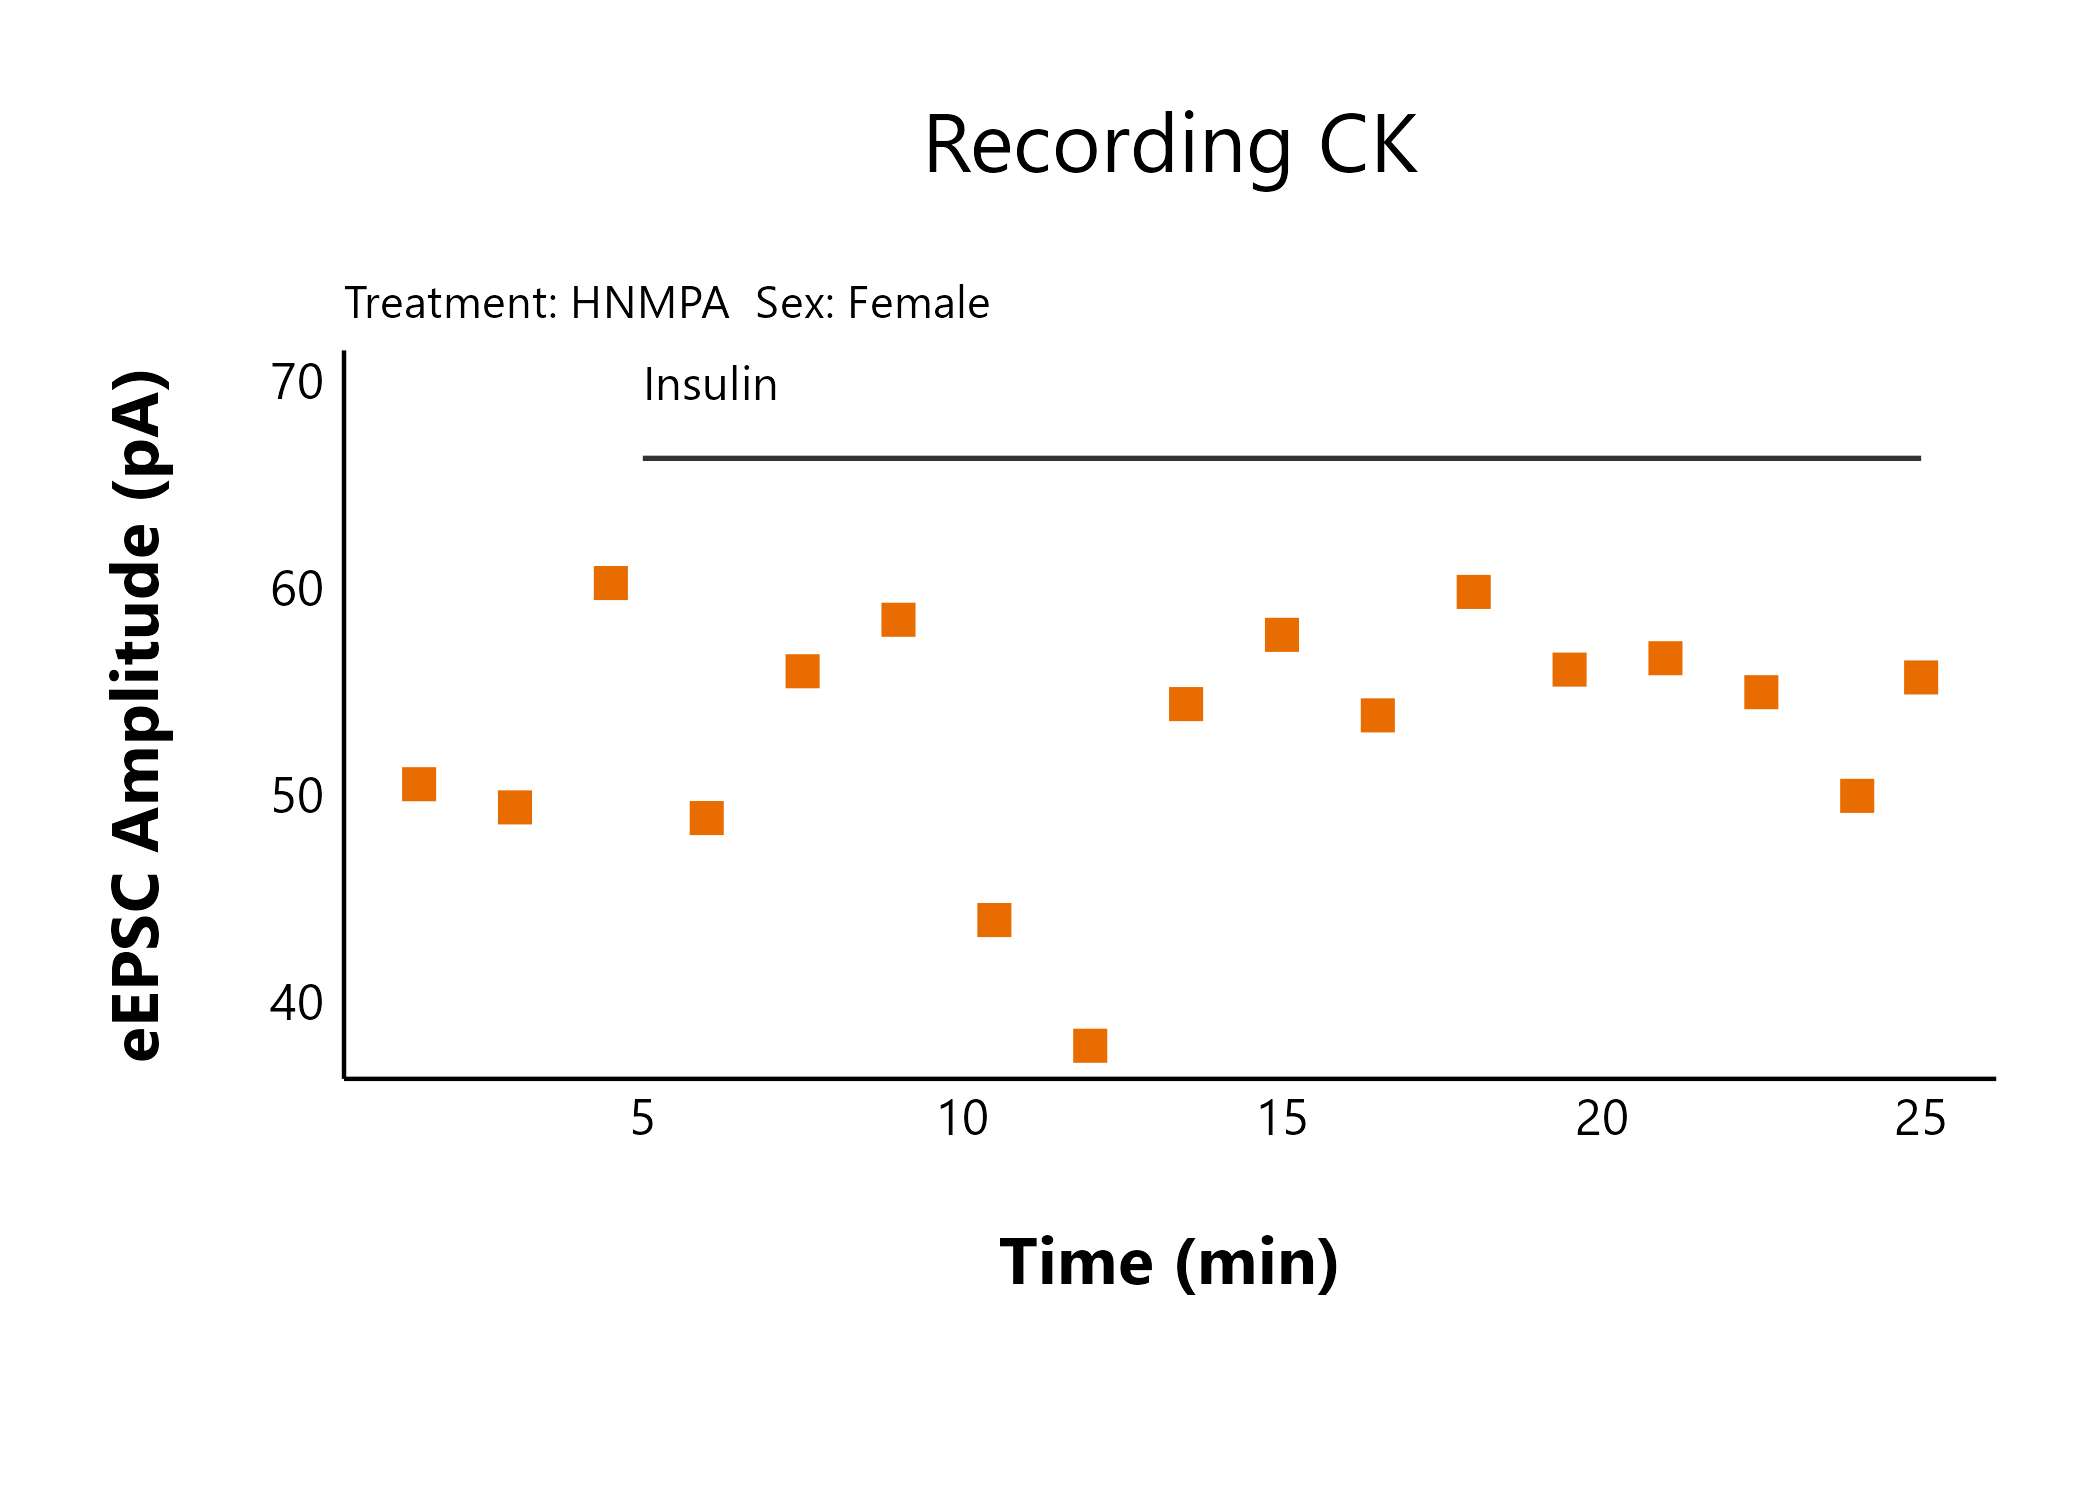 Recording CK
Treatment: HNMPA  Sex: Female
Insulin
eEPSC Amplitude (pA)
70
60
50
40
5 10 15 20 25
Time (min)